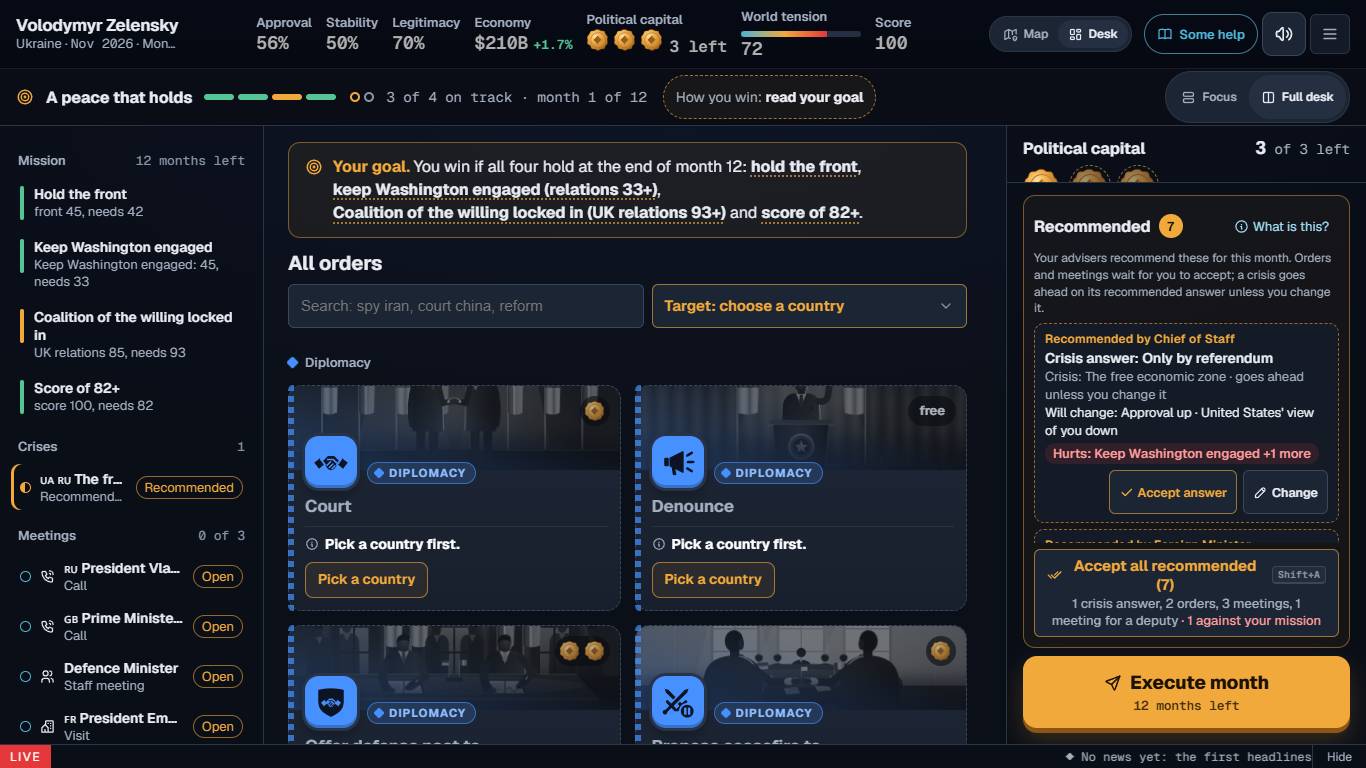 Volodymyr Zelensky
Ukraine · Nov 2026 · Mon…
Approval
56%
Stability
50%
Legitimacy
70%
Economy
$210B +1.7%
Political capital
3 left
World tension
72
Score
100
Map
Desk
Some help
A peace that holds
3 of 4 on track · month 1 of 12
How you win: read your goal
Focus
Full desk
Mission
12 months left
Hold the front
front 45, needs 42
Keep Washington engaged
Keep Washington engaged: 45,
needs 33
Coalition of the willing locked
in
UK relations 85, needs 93
Score of 82+
score 100, needs 82
Crises
1
UA RU The fr…
Recommend…
Recommended
Meetings
0 of 3
RU President Vla…
Call
Open
GB Prime Ministe…
Call
Open
Defence Minister
Staff meeting
Open
FR President Em…
Visit
Open
Your goal. You win if all four hold at the end of month 12: hold the front,
keep Washington engaged (relations 33+),
Coalition of the willing locked in (UK relations 93+) and score of 82+.
All orders
Search: spy iran, court china, reform
Target: choose a country
Diplomacy
DIPLOMACY
Court
Pick a country first.
Pick a country
free
DIPLOMACY
Denounce
Pick a country first.
Pick a country
DIPLOMACY
Offer defence pact to
DIPLOMACY
Propose ceasefire to
Political capital
3 of 3 left
Recommended 7
What is this?
Your advisers recommend these for this month. Orders
and meetings wait for you to accept; a crisis goes
ahead on its recommended answer unless you change
it.
Recommended by Chief of Staff
Crisis answer: Only by referendum
Crisis: The free economic zone · goes ahead
unless you change it
Will change: Approval up · United States' view
of you down
Hurts: Keep Washington engaged +1 more
Accept answer
Change
Recommended by Foreign Minister
Accept all recommended
(7)
Shift+A
1 crisis answer, 2 orders, 3 meetings, 1
meeting for a deputy · 1 against your mission
Execute month
12 months left
LIVE
No news yet: the first headlines
Hide